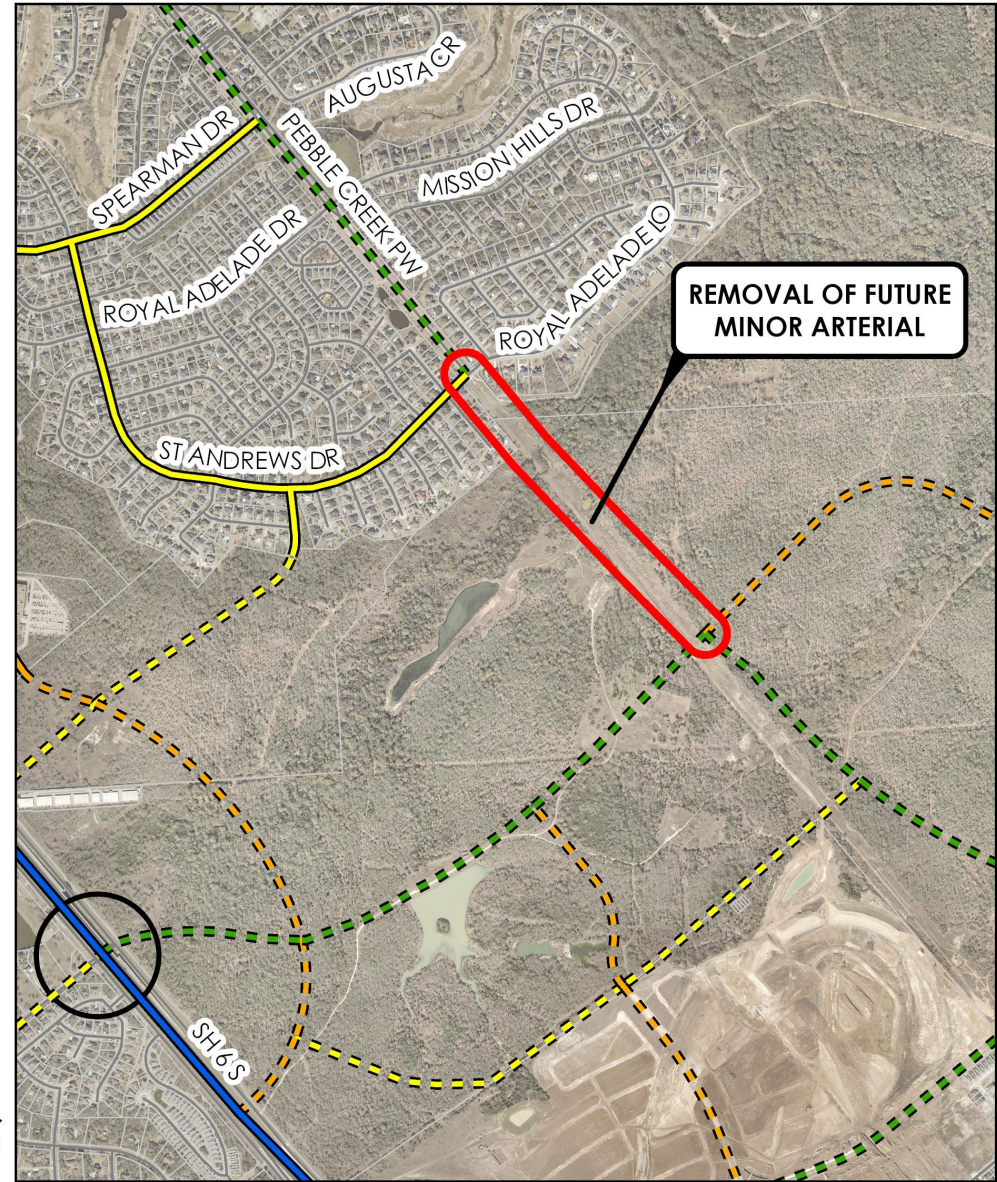 AUGUSTA CR
SPEARMAN DR
PEBBLE CREEK PW
MISSION HILLS DR
ROYAL ADELADE DR
ROYAL ADELADE LO
REMOVAL OF FUTURE
MINOR ARTERIAL
ST ANDREWS DR
SH 6 S